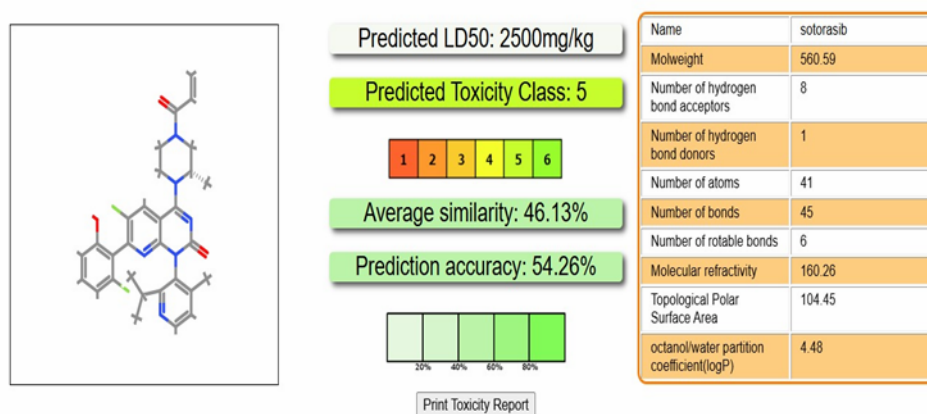 Predicted LD50: 2500mg/kg
Predicted Toxicity Class: 5
1 2 3 4 5 6
Average similarity: 46.13%
Prediction accuracy: 54.26%
20% 40% 60% 80%
Print Toxicity Report
Name sotorasib
Molweight 560.59
Number of hydrogen
bond acceptors 8
Number of hydrogen
bond donors 1
Number of atoms 41
Number of bonds 45
Number of rotable bonds 6
Molecular refractivity 160.26
Topological Polar
Surface Area 104.45
octanol/water partition
coefficient(logP) 4.48